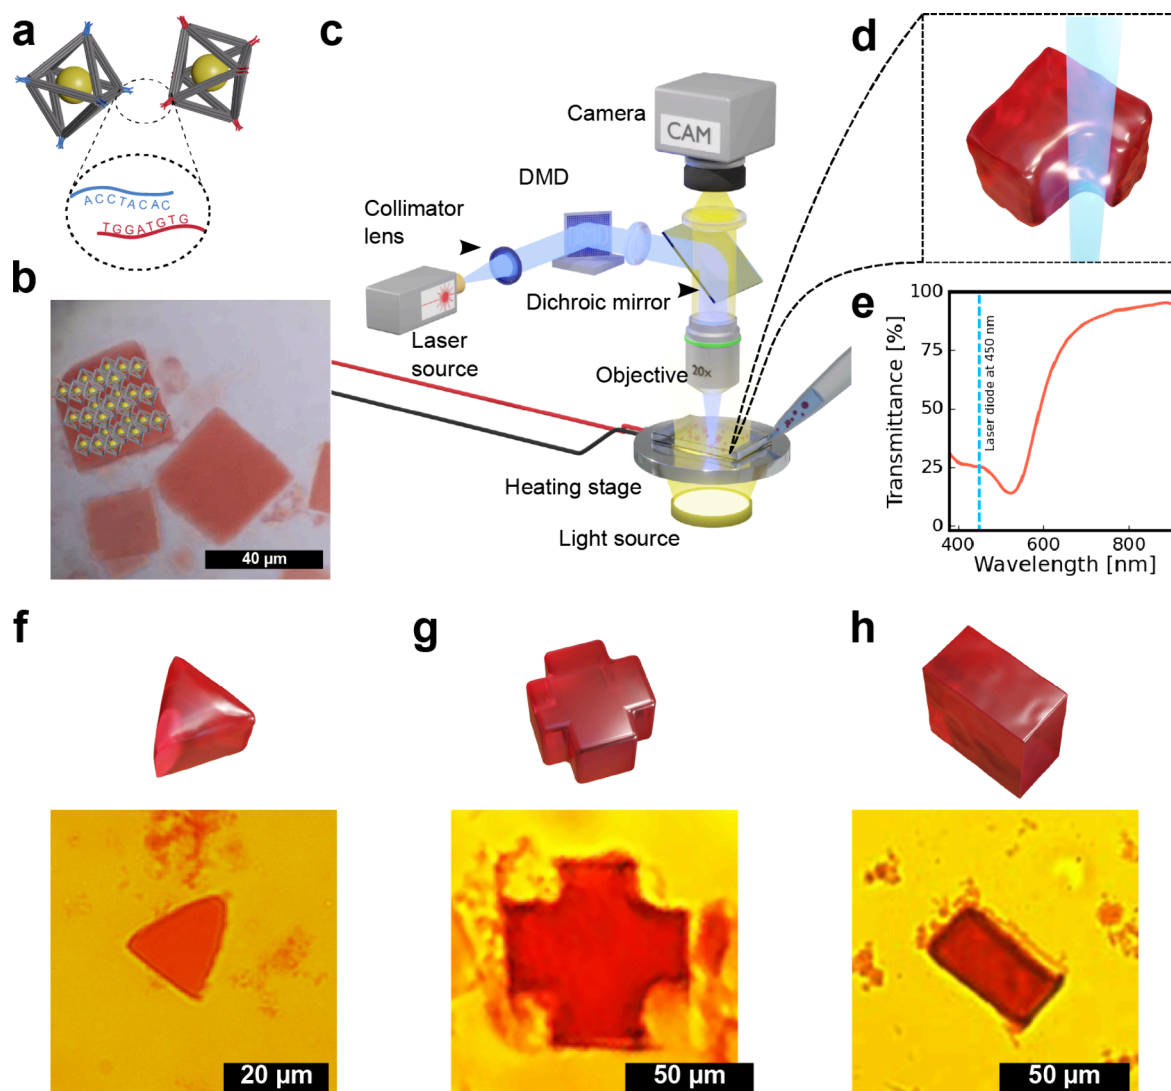 a
ACCTACAC
TGGATGTG
b
40 µm
c
Camera
CAM
DMD
DMD
Collimator
lens
Dichroic mirror
Laser
source
Objective
20x
Heating stage
Light source
d
e
100
75
50
25
0
Transmittance [%]
Laser diode at 450 nm
400
600
800
Wavelength [nm]
f
20 µm
g
50 µm
h
50 µm